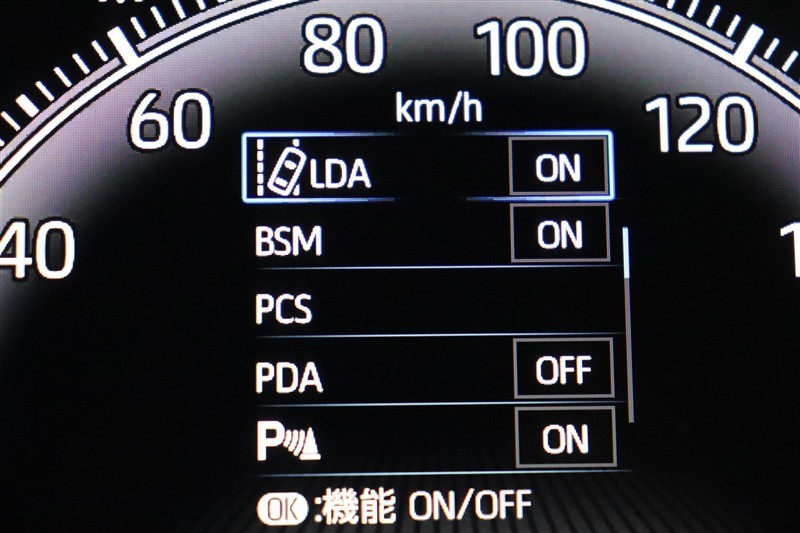 80 100
60 km/h 120
LDA ON
40 BSM ON
PCS
PDA OFF
P ON
OK :機能 ON/OFF